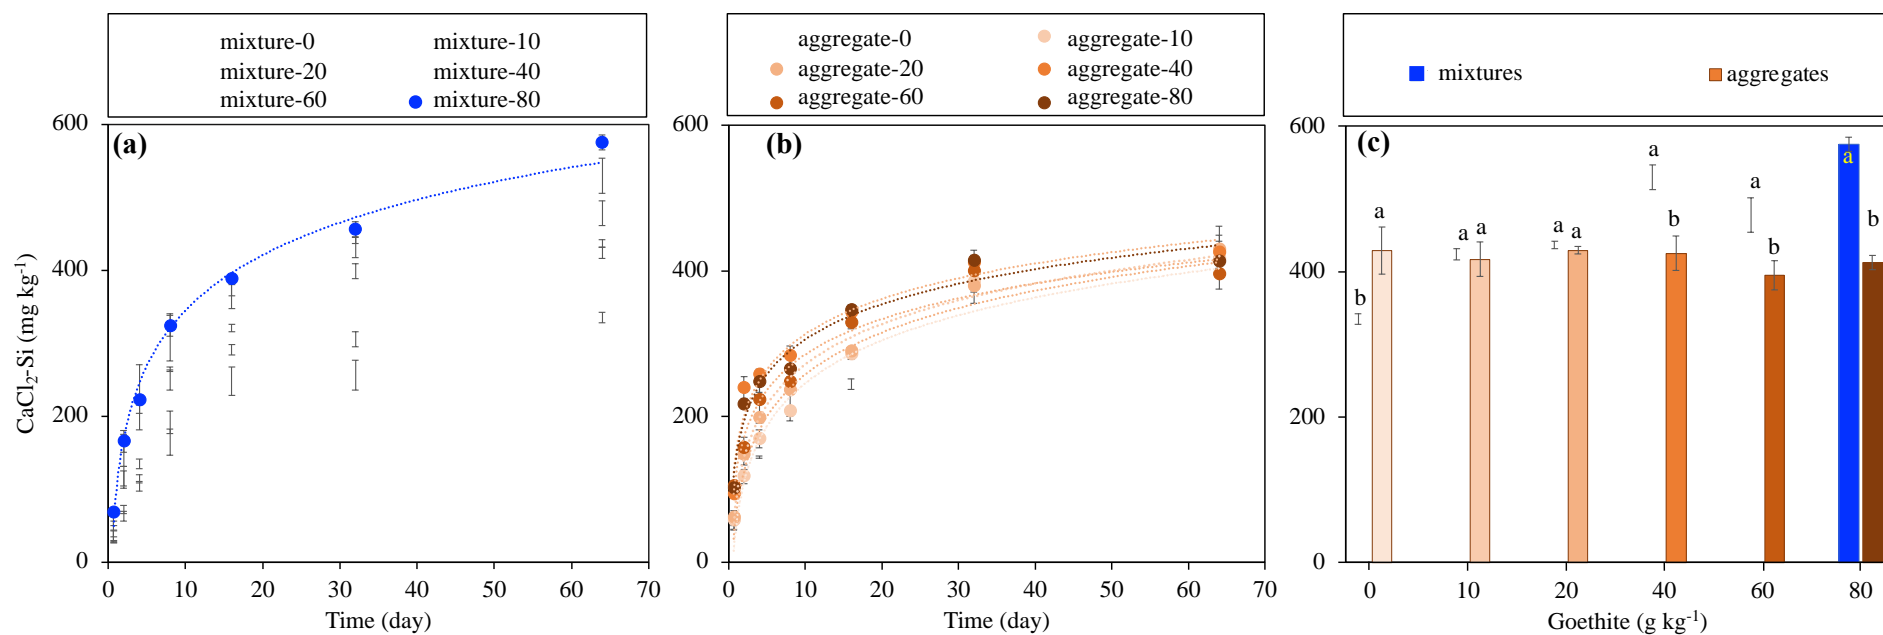 mixture-0 mixture-10
mixture-20 mixture-40
mixture-60 mixture-80
aggregate-0 aggregate-10
aggregate-20 aggregate-40
aggregate-60 aggregate-80
mixtures aggregates
CaCl₂-Si (mg kg⁻¹)
(a)
600
400
200
0
0 10 20 30 40 50 60 70
Time (day)
(b)
600
400
200
0
0 10 20 30 40 50 60 70
Time (day)
(c)
600
400
200
0
b a a a a a a b a b a b
0 10 20 40 60 80
Goethite (g kg⁻¹)